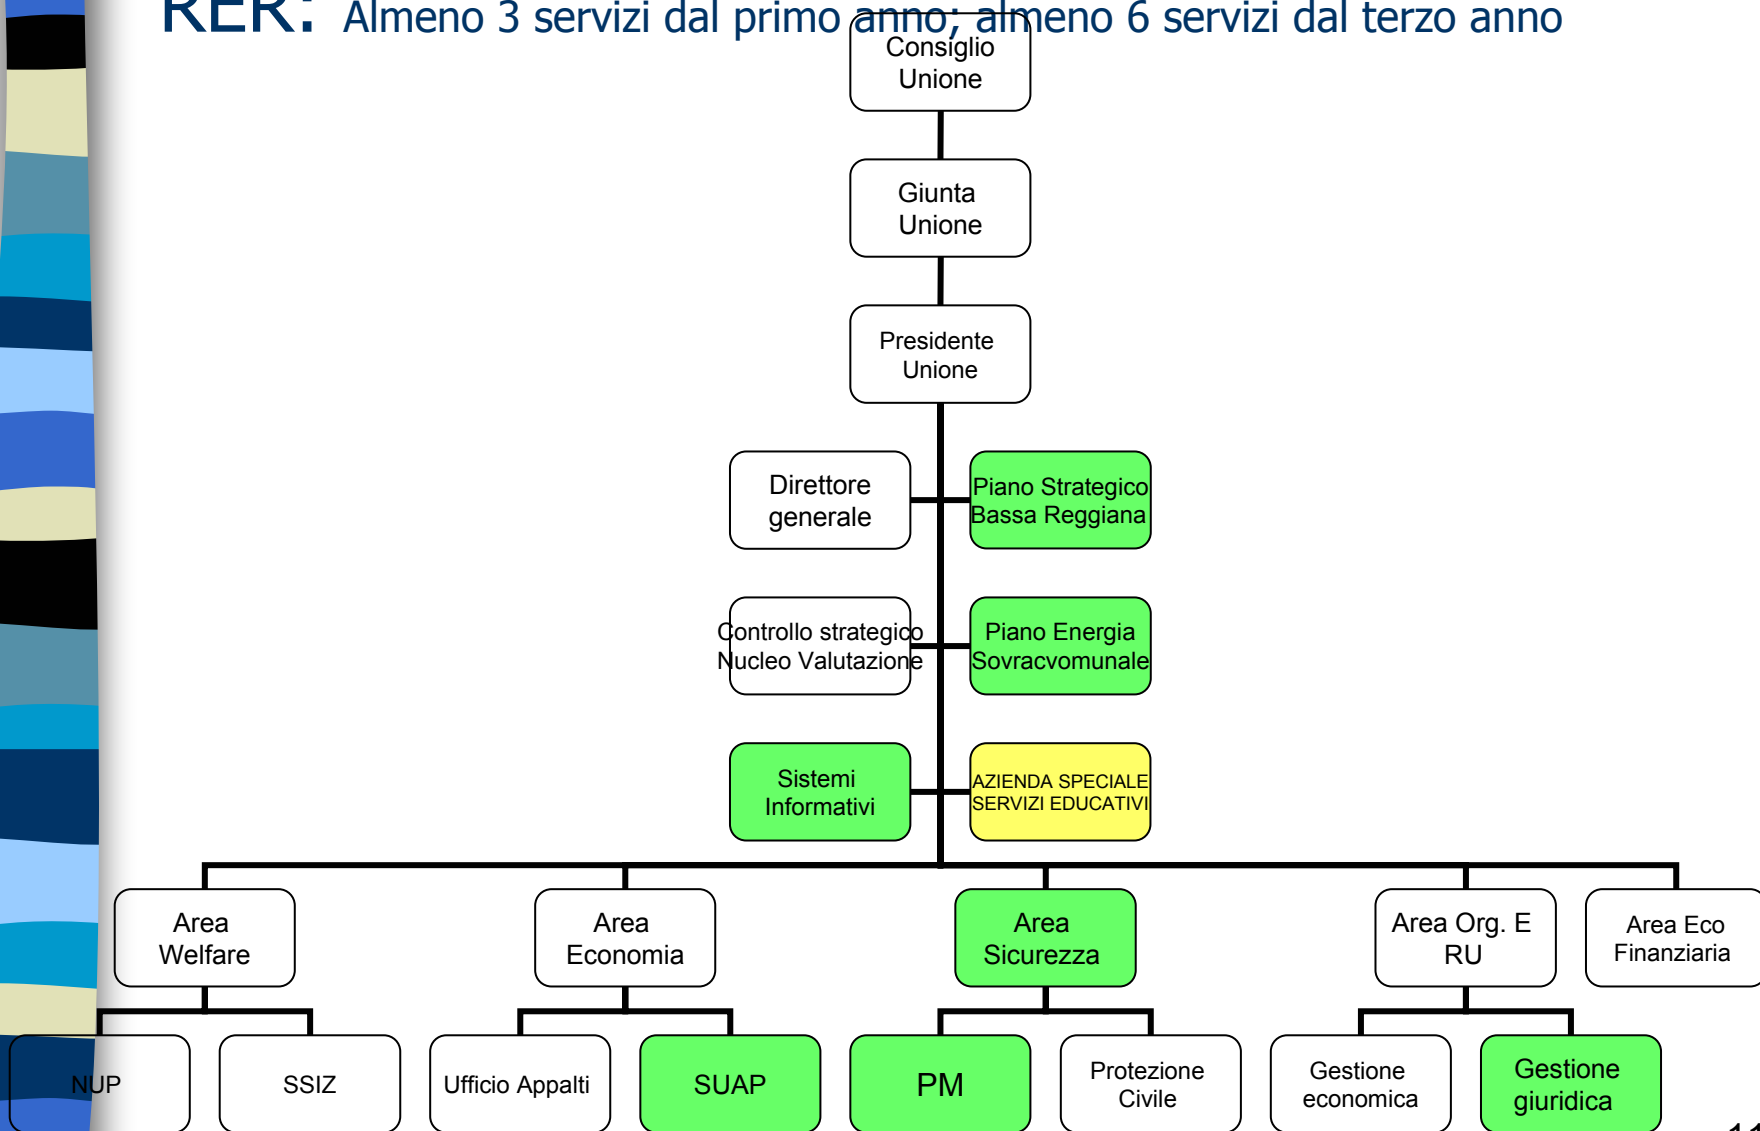 RER: Almeno 3 servizi dal primo anno; almeno 6 servizi dal terzo anno
Consiglio
Unione
Giunta
Unione
Presidente
Unione
Direttore
generale
Piano Strategico
Bassa Reggiana
Controllo strategico
Nucleo Valutazione
Piano Energia
Sovracvomunale
Sistemi
Informativi
AZIENDA SPECIALE
SERVIZI EDUCATIVI
Area
Welfare
Area
Economia
Area
Sicurezza
Area Org. E
RU
Area Eco
Finanziaria
NUP
SSIZ
Ufficio Appalti
SUAP
PM
Protezione
Civile
Gestione
economica
Gestione
giuridica